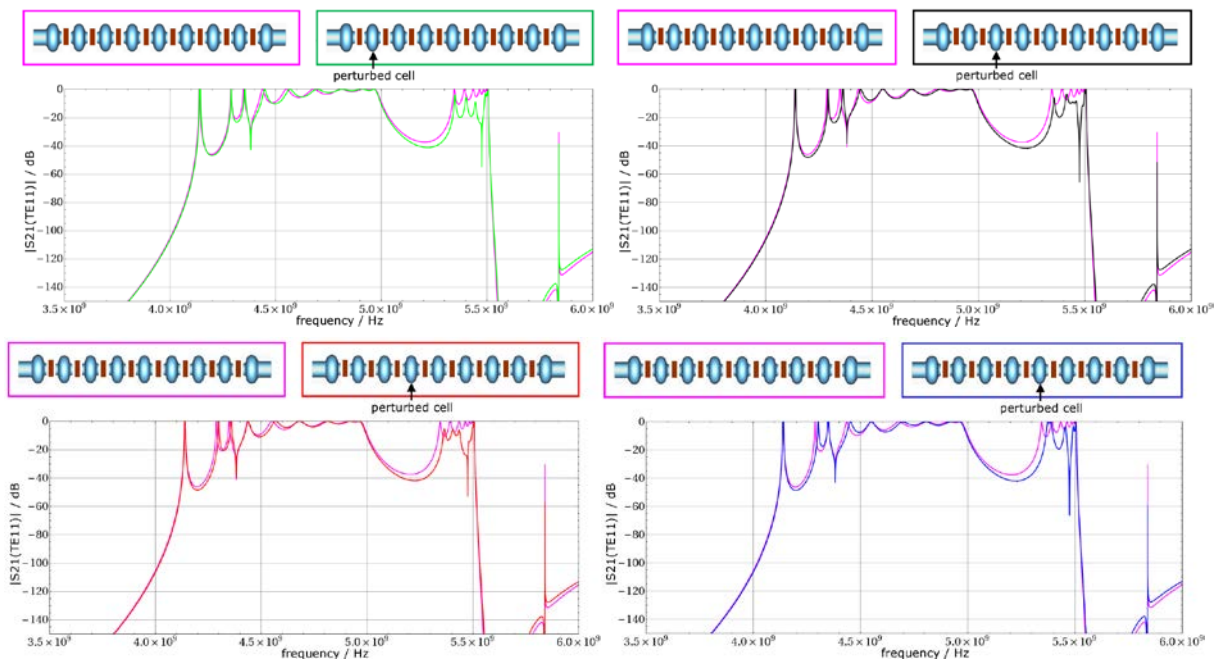 perturbed cell
perturbed cell
0
−20
−40
−60
−80
−100
−120
−140
|S21(TE11)| / dB
3.5 × 10⁹
4.0 × 10⁹
4.5 × 10⁹
5.0 × 10⁹
5.5 × 10⁹
6.0 × 10⁹
frequency / Hz
0
−20
−40
−60
−80
−100
−120
−140
|S21(TE11)| / dB
3.5 × 10⁹
4.0 × 10⁹
4.5 × 10⁹
5.0 × 10⁹
5.5 × 10⁹
6.0 × 10⁹
frequency / Hz
perturbed cell
perturbed cell
0
−20
−40
−60
−80
−100
−120
−140
|S21(TE11)| / dB
3.5 × 10⁹
4.0 × 10⁹
4.5 × 10⁹
5.0 × 10⁹
5.5 × 10⁹
6.0 × 10⁹
frequency / Hz
0
−20
−40
−60
−80
−100
−120
−140
|S21(TE11)| / dB
3.5 × 10⁹
4.0 × 10⁹
4.5 × 10⁹
5.0 × 10⁹
5.5 × 10⁹
6.0 × 10⁹
frequency / Hz